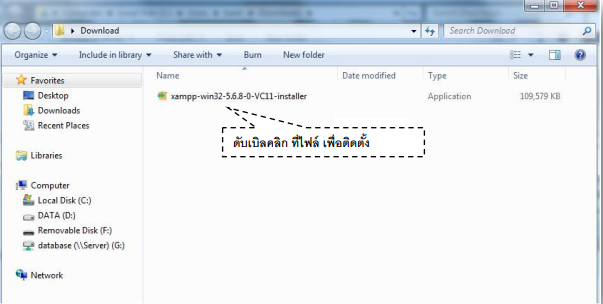 Download
Search Download
Organize
Include in library
Share with
Burn
New folder
Name
Date modified
Type
Size
Favorites
Desktop
Downloads
Recent Places
Libraries
Computer
Local Disk (C:)
DATA (D:)
Removable Disk (F:)
database (\\Server) (G:)
Network
xampp-win32-5.6.8-0-VC11-installer
Application
109,579 KB
ดับเบิลคลิก ที่ไฟล์ เพื่อติดตั้ง